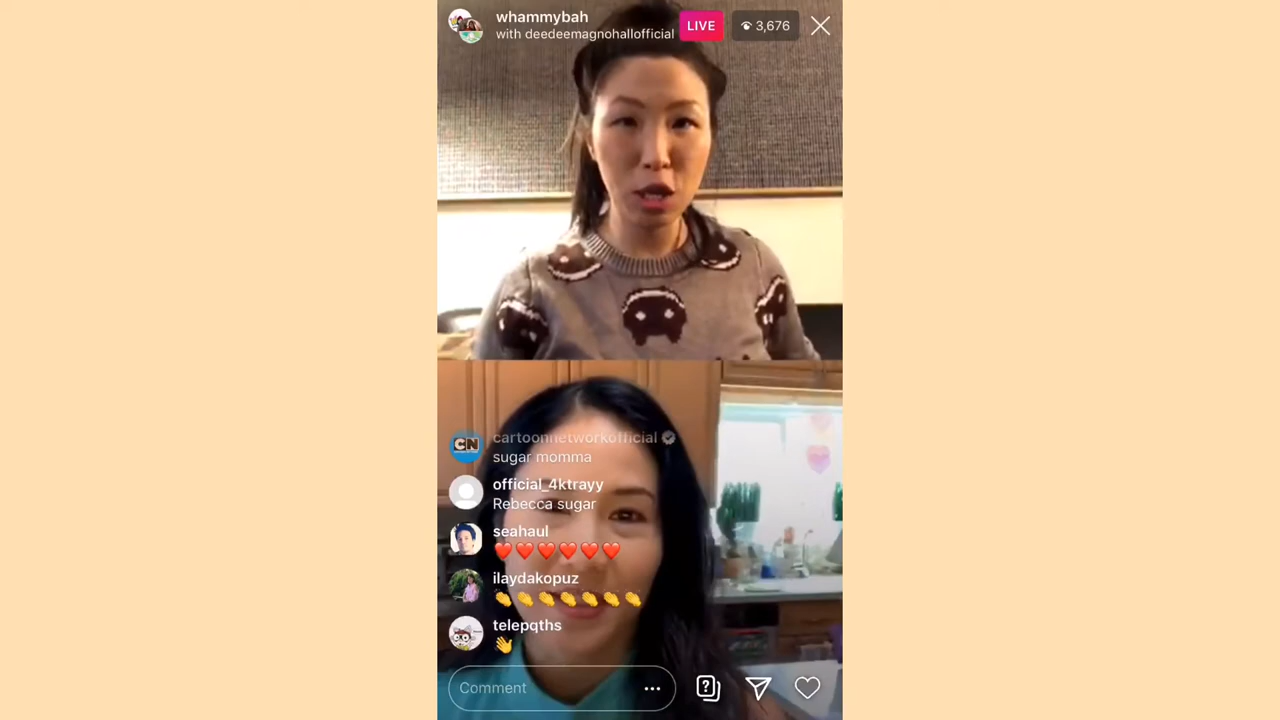 whammybah
with deedeemagnohallofficial
LIVE
3,676
CN
cartoonnetworkofficial
sugar momma
official_4ktrayy
Rebecca sugar
seahaul
❤️❤️❤️❤️❤️❤️
ilaydakopuz
👏👏👏👏👏👏👏
telepqths
👋
Comment